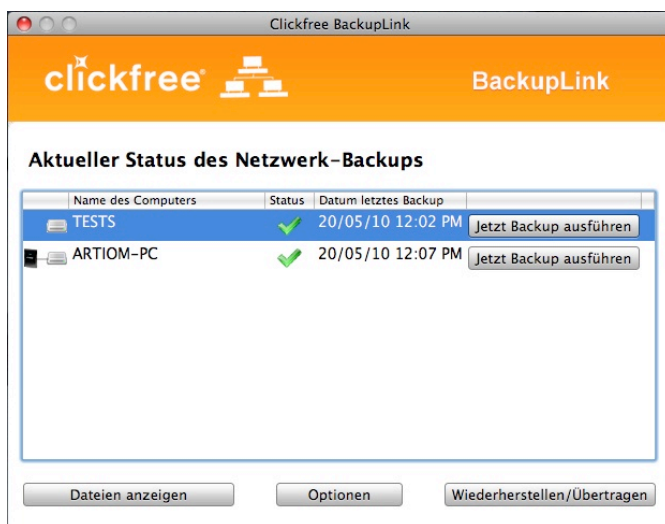 Clickfree BackupLink
clickfree
BackupLink
Aktueller Status des Netzwerk-Backups
Name des Computers Status Datum letztes Backup
TESTS 20/05/10 12:02 PM Jetzt Backup ausführen
ARTIOM-PC 20/05/10 12:07 PM Jetzt Backup ausführen
Dateien anzeigen Optionen Wiederherstellen/Übertragen